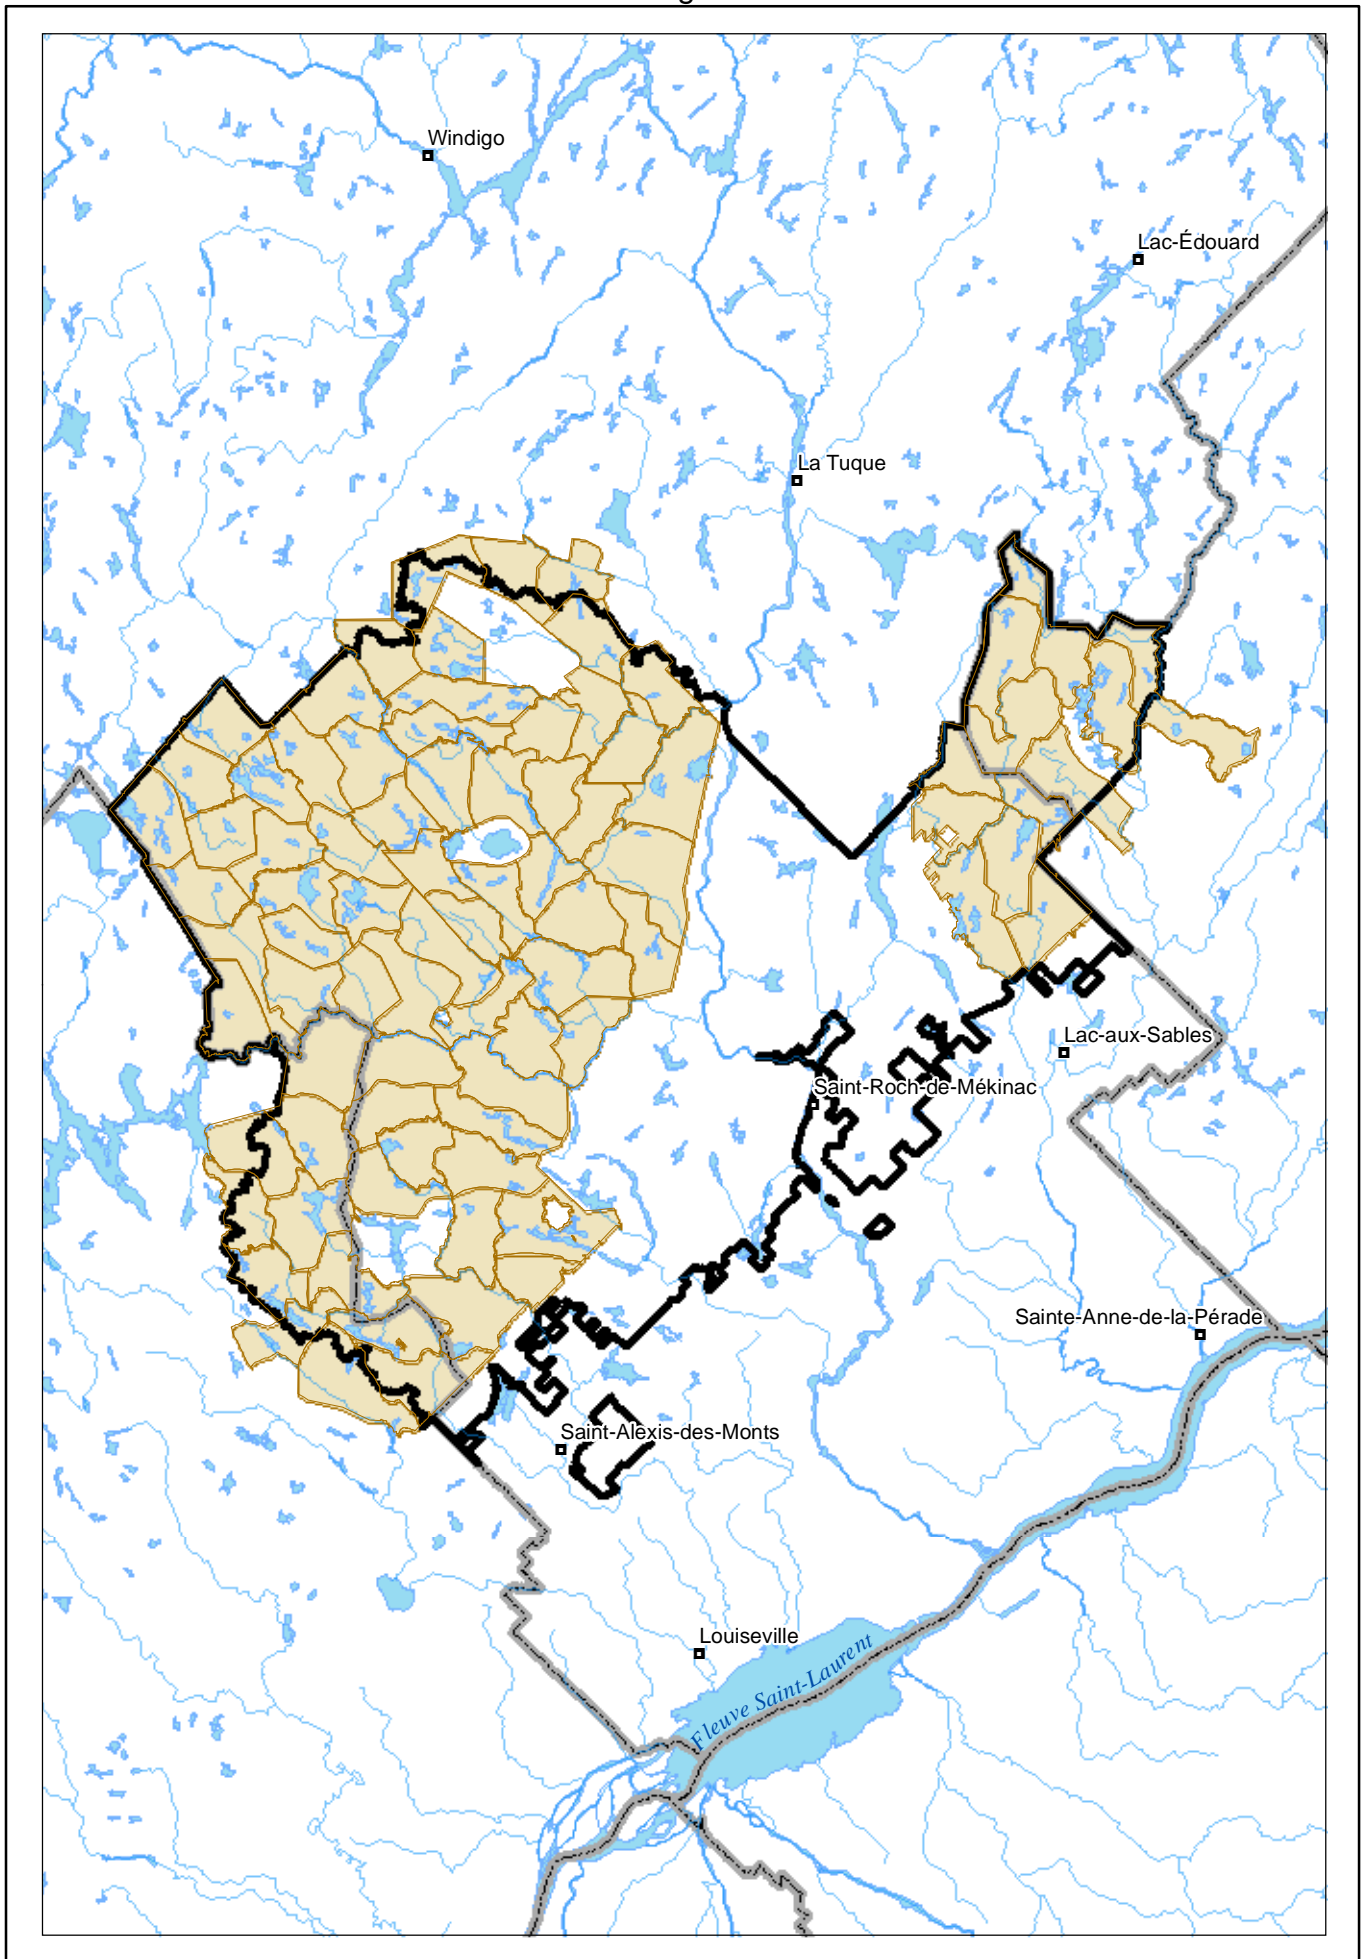 Windigo
Lac-Édouard
La Tuque
Lac-aux-Sables
Saint-Roch-de-Mékinac
Sainte-Anne-de-la-Pérade
Saint-Alexis-des-Monts
Louiseville
Fleuve Saint-Laurent